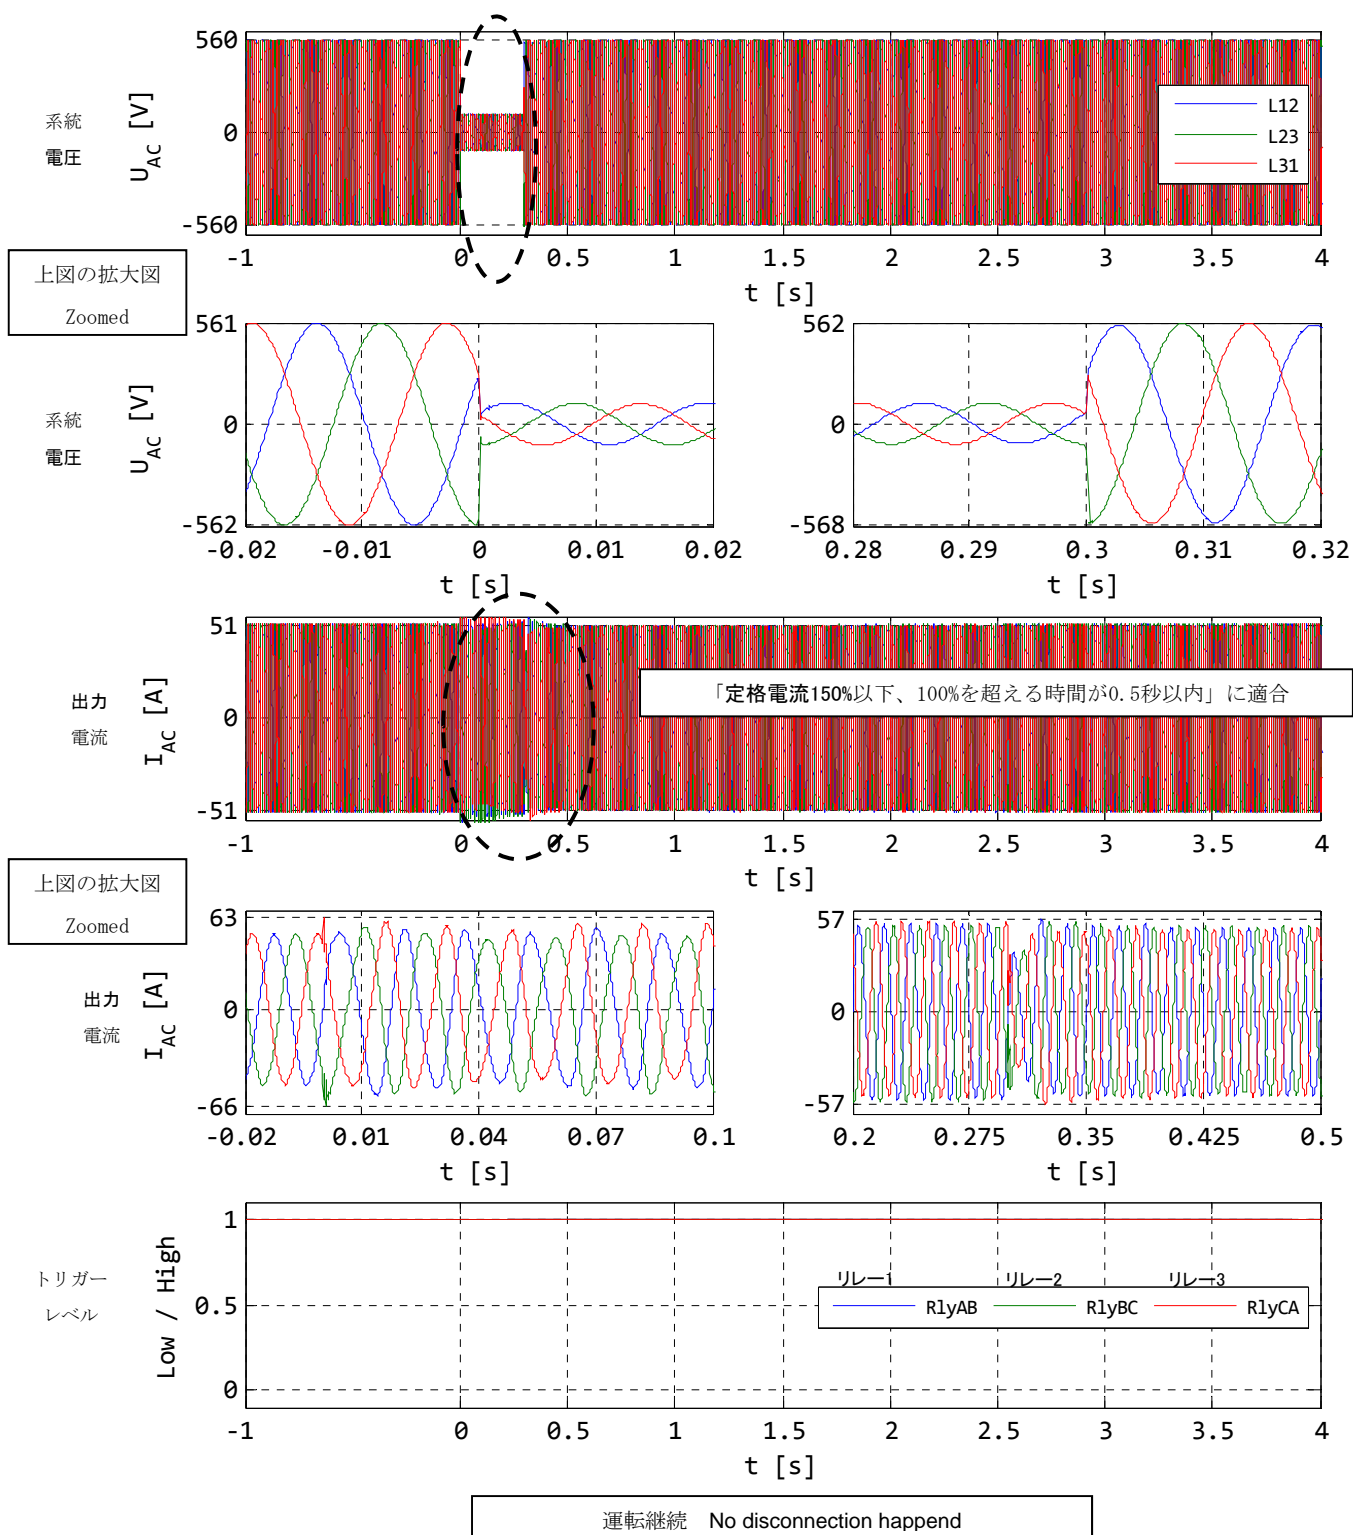 560
0
-560
系統
電圧
U_AC [V]
L12
L23
L31
-1 0 0.5 1 1.5 2 2.5 3 3.5 4
t [s]
上図の拡大図
Zoomed
系統
電圧
U_AC [V]
561
0
-562
-0.02 -0.01 0 0.01 0.02
t [s]
562
0
-568
0.28 0.29 0.3 0.31 0.32
t [s]
出力
電流
I_AC [A]
51
0
-51
「定格電流150%以下、100%を超える時間が0.5秒以内」に適合
-1 0 0.5 1 1.5 2 2.5 3 3.5 4
t [s]
上図の拡大図
Zoomed
出力
電流
I_AC [A]
63
0
-66
-0.02 0.01 0.04 0.07 0.1
t [s]
57
0
-57
0.2 0.275 0.35 0.425 0.5
t [s]
トリガー
レベル
Low / High
1
0.5
0
リレー1 リレー2 リレー3
RlyAB RlyBC RlyCA
-1 0 0.5 1 1.5 2 2.5 3 3.5 4
t [s]
運転継続 No disconnection happend